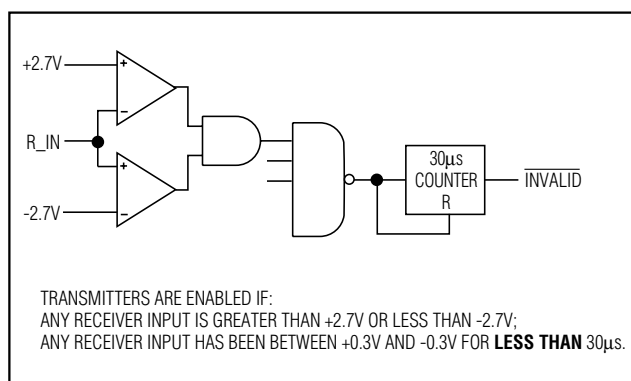 +2.7V
+
−
R_IN
+
−
-2.7V
30µs
COUNTER
R
INVALID
TRANSMITTERS ARE ENABLED IF:
ANY RECEIVER INPUT IS GREATER THAN +2.7V OR LESS THAN -2.7V;
ANY RECEIVER INPUT HAS BEEN BETWEEN +0.3V AND -0.3V FOR LESS THAN 30µs.